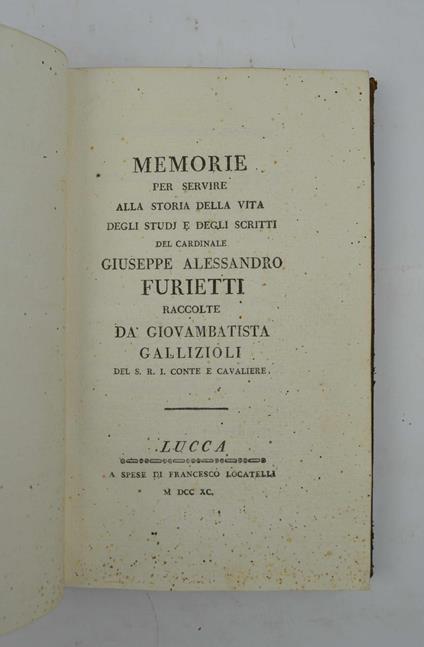 MEMORIE
PER SERVIRE
ALLA STORIA DELLA VITA
DEGLI STUDJ E DEGLI SCRITTI
DEL CARDINALE
GIUSEPPE ALESSANDRO
FURIETTI
RACCOLTE
DA' GIOVAMBATISTA
GALLIZIOLI
DEL S. R. I. CONTE E CAVALIERE.
LUCCA
A SPESE DI FRANCESCO LOCATELLI
M DCC XC.